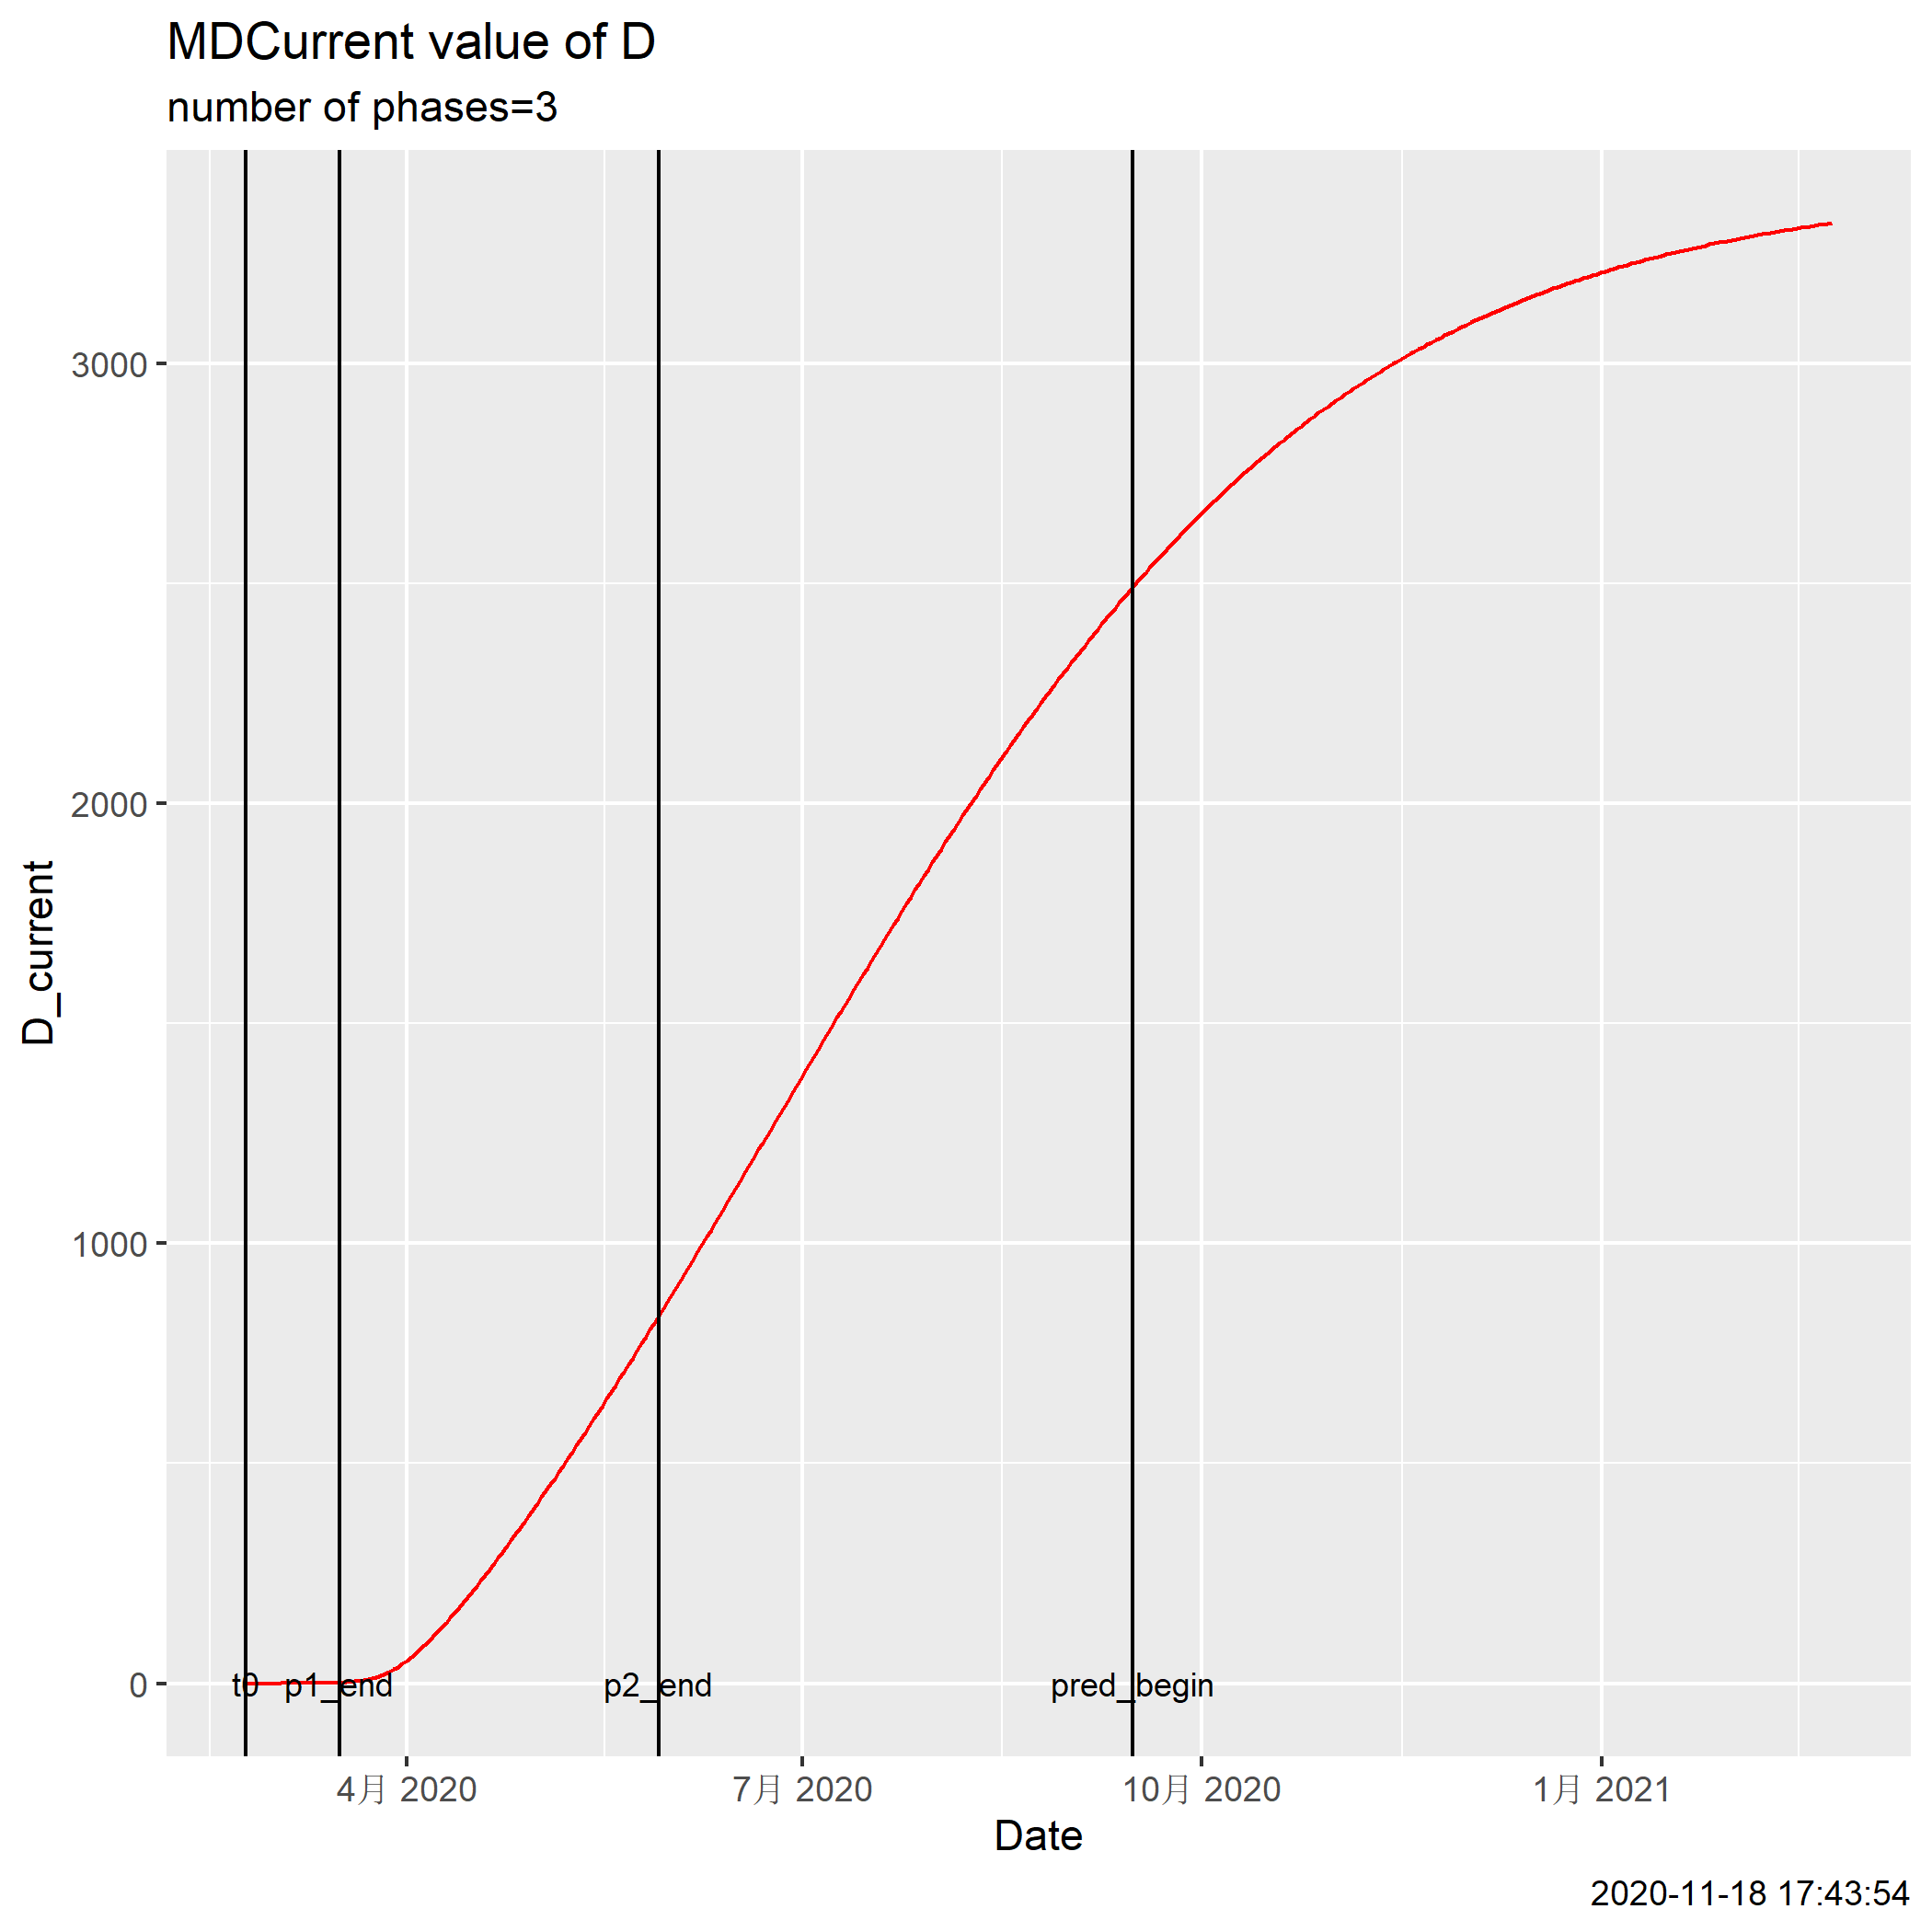 MDCurrent value of D
number of phases=3
3000
2000
1000
0
D_current
t0
p1_end
p2_end
pred_begin
4月 2020
7月 2020
10月 2020
1月 2021
Date
2020-11-18 17:43:54